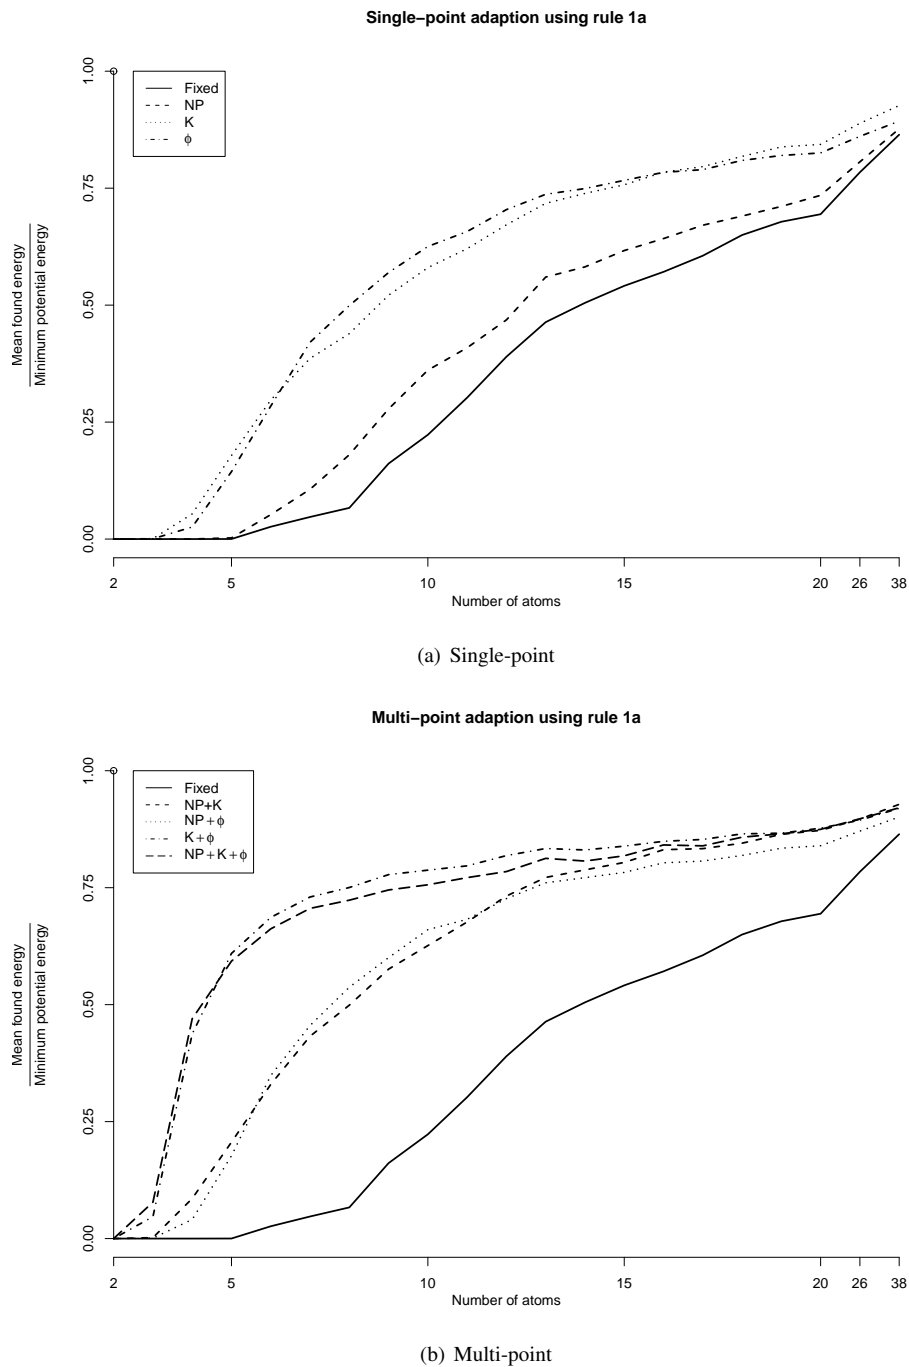 Single−point adaption using rule 1a
1.00
0.75
0.50
0.25
0.00
Mean found energy
Minimum potential energy
Fixed
NP
K
ϕ
2 5 10 15 20 26 38
Number of atoms
(a) Single-point
Multi−point adaption using rule 1a
1.00
0.75
0.50
0.25
0.00
Mean found energy
Minimum potential energy
Fixed
NP+K
NP+ϕ
K+ϕ
NP+K+ϕ
2 5 10 15 20 26 38
Number of atoms
(b) Multi-point